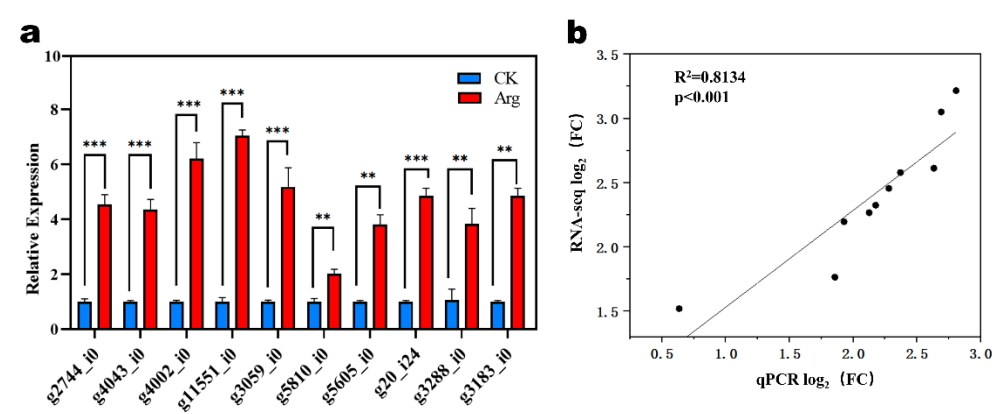 a
10
8
6
4
2
0
Relative Expression
CK
Arg
***
***
***
***
***
**
**
***
**
**
g2744_i0
g4043_i0
g4002_i0
g11551_i0
g3059_i0
g5810_i0
g5605_i0
g20_i24
g3288_i0
g3183_i0
b
R²=0.8134
p<0.001
3.5
3.0
2.5
2.0
1.5
RNA-seq log₂ (FC)
0.5 1.0 1.5 2.0 2.5 3.0
qPCR log₂ (FC)